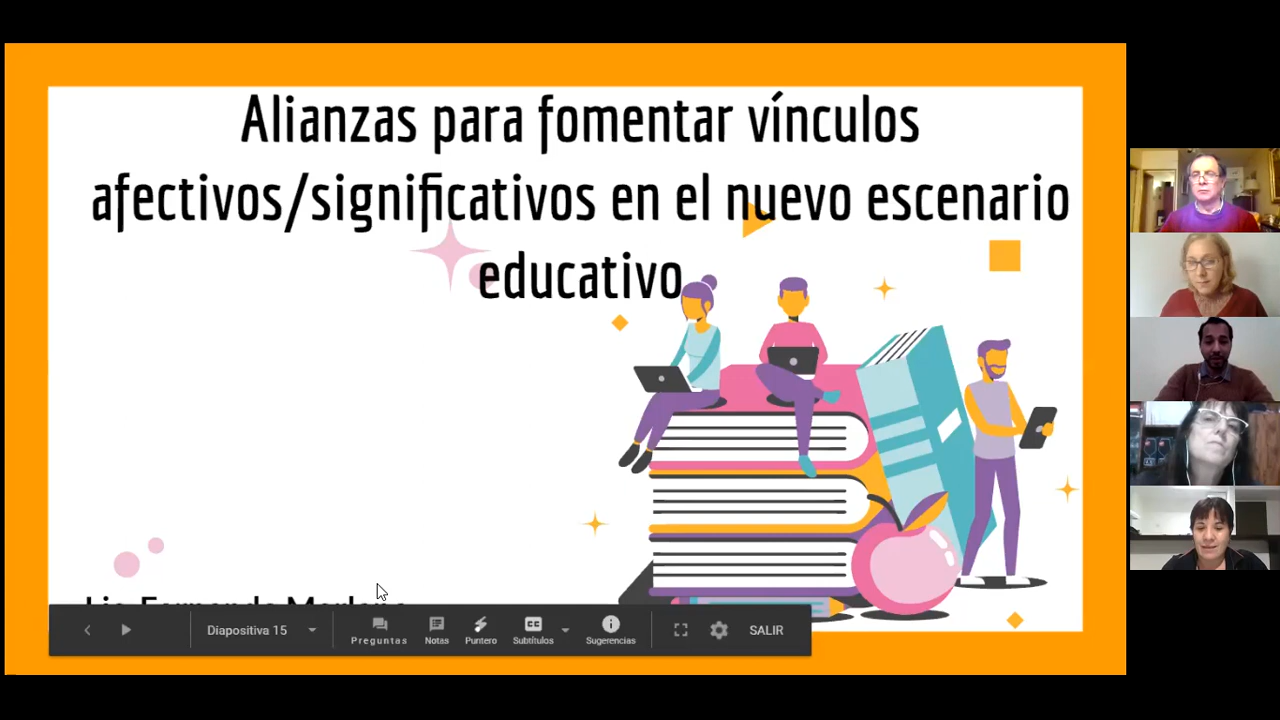 Alianzas para fomentar vínculos
afectivos/significativos en el nuevo escenario
educativo
Diapositiva 15
Preguntas
Notas
Puntero
Subtítulos
Sugerencias
SALIR